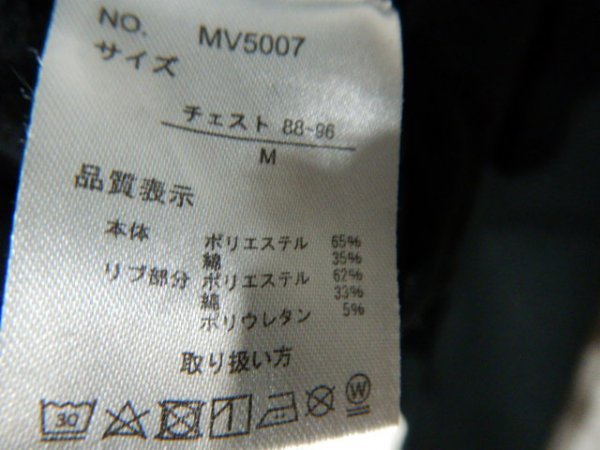 NO. MV5007
サイズ
チェスト 88-96
M
品質表示
本体 ポリエステル 65%
綿 35%
リブ部分 ポリエステル 62%
綿 33%
ポリウレタン 5%
取り扱い方
30 W